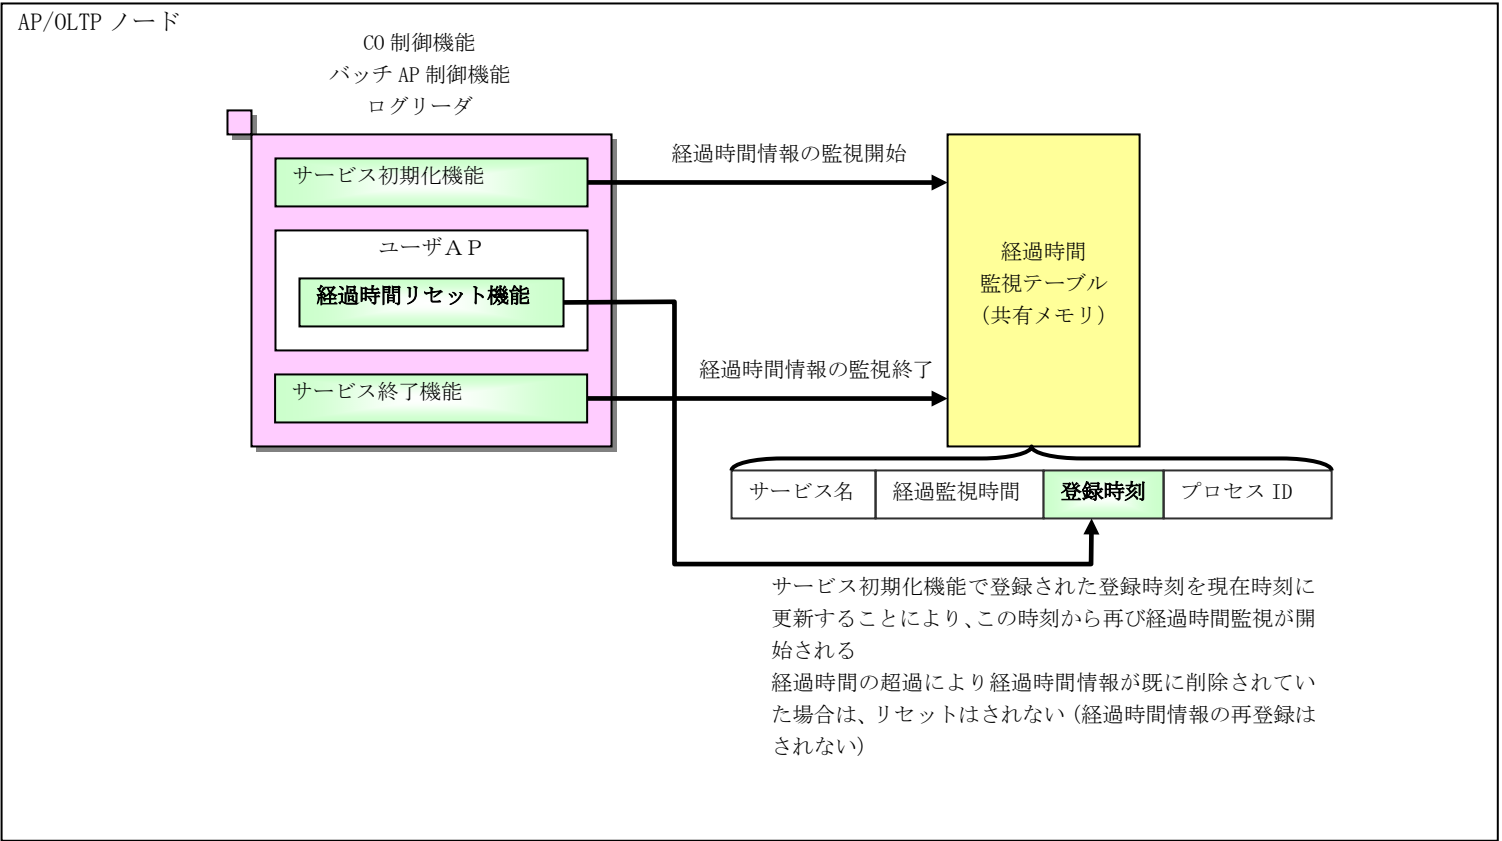 AP/OLTP ノード
CO 制御機能
バッチ AP 制御機能
ログリーダ
サービス初期化機能
経過時間情報の監視開始
ユーザＡＰ
経過時間リセット機能
経過時間
監視テーブル
（共有メモリ）
経過時間情報の監視終了
サービス終了機能
サービス名
経過監視時間
登録時刻
プロセス ID
サービス初期化機能で登録された登録時刻を現在時刻に
更新することにより、この時刻から再び経過時間監視が開
始される
経過時間の超過により経過時間情報が既に削除されてい
た場合は、リセットはされない（経過時間情報の再登録は
されない）